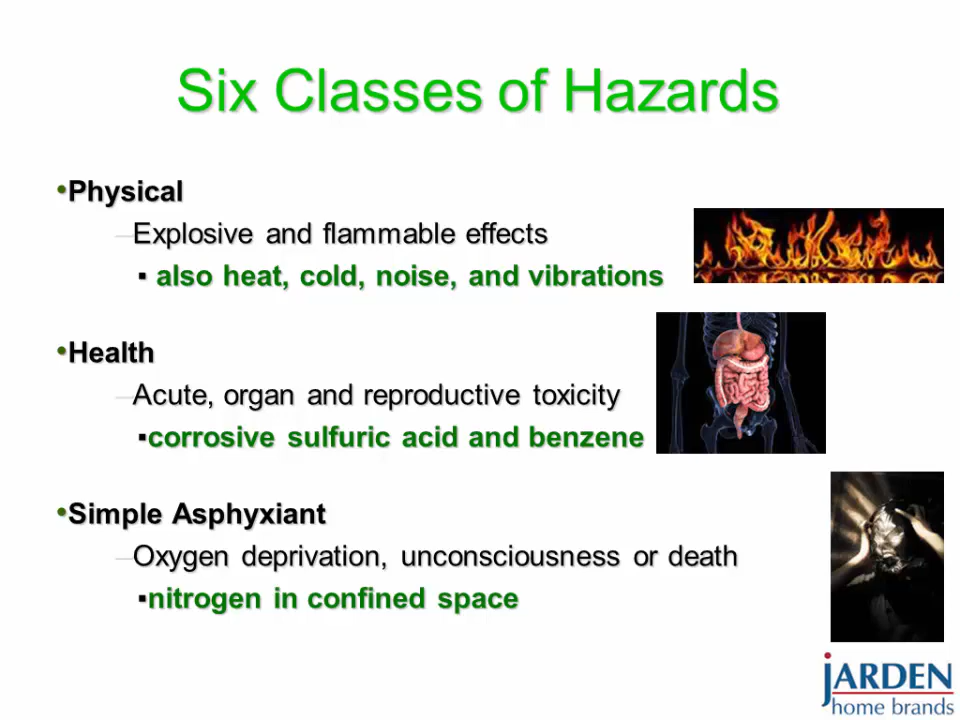 Six Classes of Hazards
•Physical
–Explosive and flammable effects
▪ also heat, cold, noise, and vibrations
•Health
–Acute, organ and reproductive toxicity
▪corrosive sulfuric acid and benzene
•Simple Asphyxiant
–Oxygen deprivation, unconsciousness or death
▪nitrogen in confined space
jARDEN
home brands